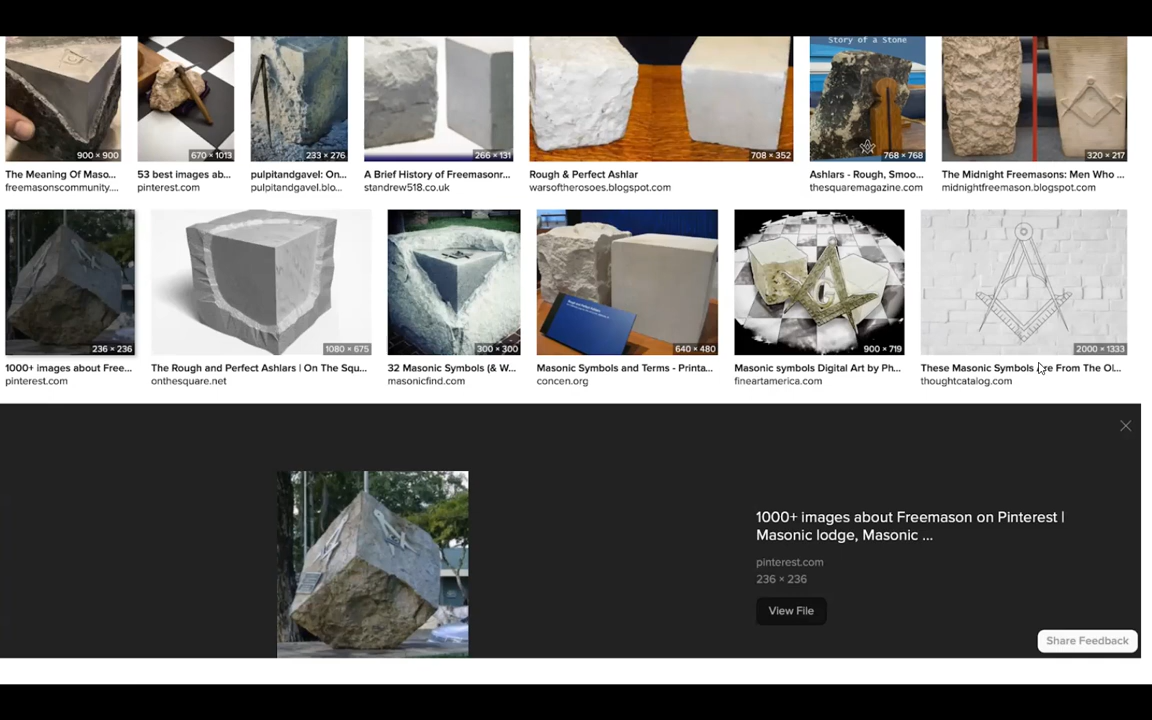 Story of a Stone
900 × 900
670 × 1013
233 × 276
266 × 131
708 × 352
768 × 768
320 × 217
The Meaning Of Maso...
53 best images ab...
pulpitandgavel: On...
A Brief History of Freemasonr...
Rough & Perfect Ashlar
Ashlars - Rough, Smoo...
The Midnight Freemasons: Men Who ...
freemasonscommunity....
pinterest.com
pulpitandgavel.blo...
standrew518.co.uk
warsoftherosoes.blogspot.com
thesquaremagazine.com
midnightfreemason.blogspot.com
G
236 × 236
1080 × 675
300 × 300
640 × 480
900 × 719
2000 × 1333
1000+ images about Free...
The Rough and Perfect Ashlars | On The Squ...
32 Masonic Symbols (& W...
Masonic Symbols and Terms - Printa...
Masonic symbols Digital Art by Ph...
These Masonic Symbols Are From The Ol...
pinterest.com
onthesquare.net
masonicfind.com
concen.org
fineartamerica.com
thoughtcatalog.com
1000+ images about Freemason on Pinterest |
Masonic lodge, Masonic ...
pinterest.com
236 × 236
View File
Share Feedback